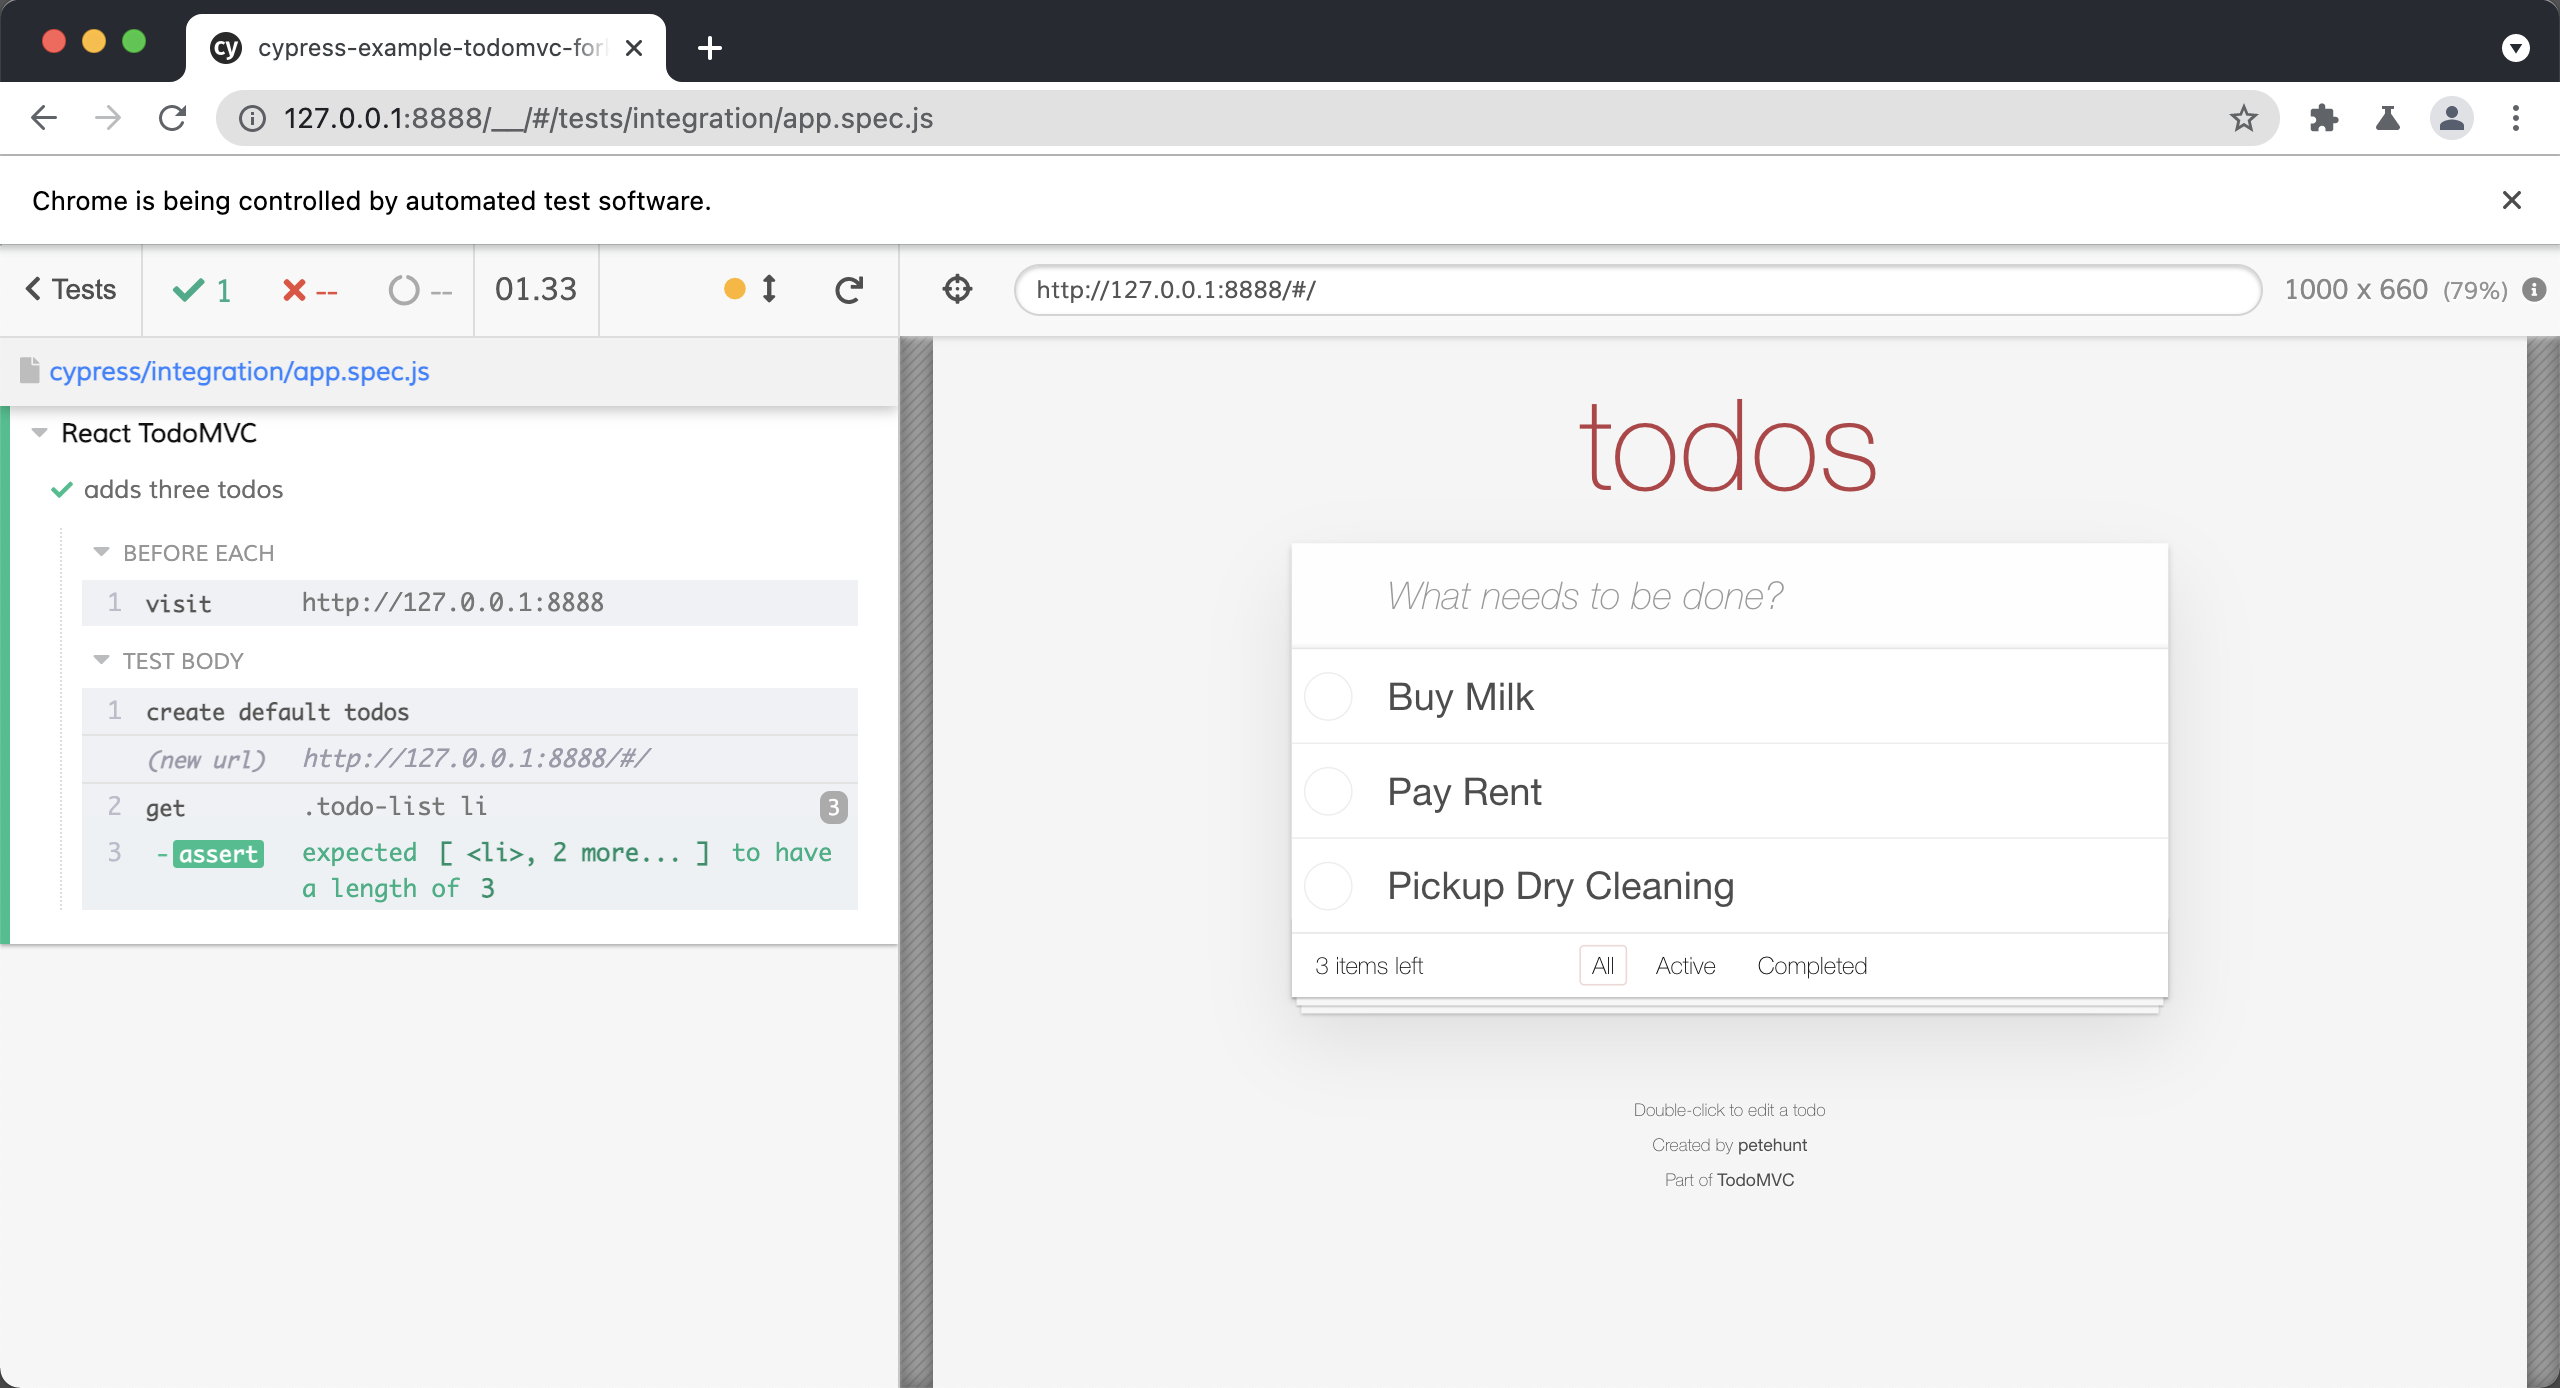 cypress-example-todomvc-for
127.0.0.1:8888/__/#/tests/integration/app.spec.js
Chrome is being controlled by automated test software.
Tests
1
--
--
01.33
http://127.0.0.1:8888/#/
1000 x 660 (79%)
cypress/integration/app.spec.js
React TodoMVC
adds three todos
BEFORE EACH
1 visit http://127.0.0.1:8888
TEST BODY
1 create default todos
(new url) http://127.0.0.1:8888/#/
2 get .todo-list li 3
3 -assert expected [ <li>, 2 more... ] to have
a length of 3
todos
What needs to be done?
Buy Milk
Pay Rent
Pickup Dry Cleaning
3 items left All Active Completed
Double-click to edit a todo
Created by petehunt
Part of TodoMVC